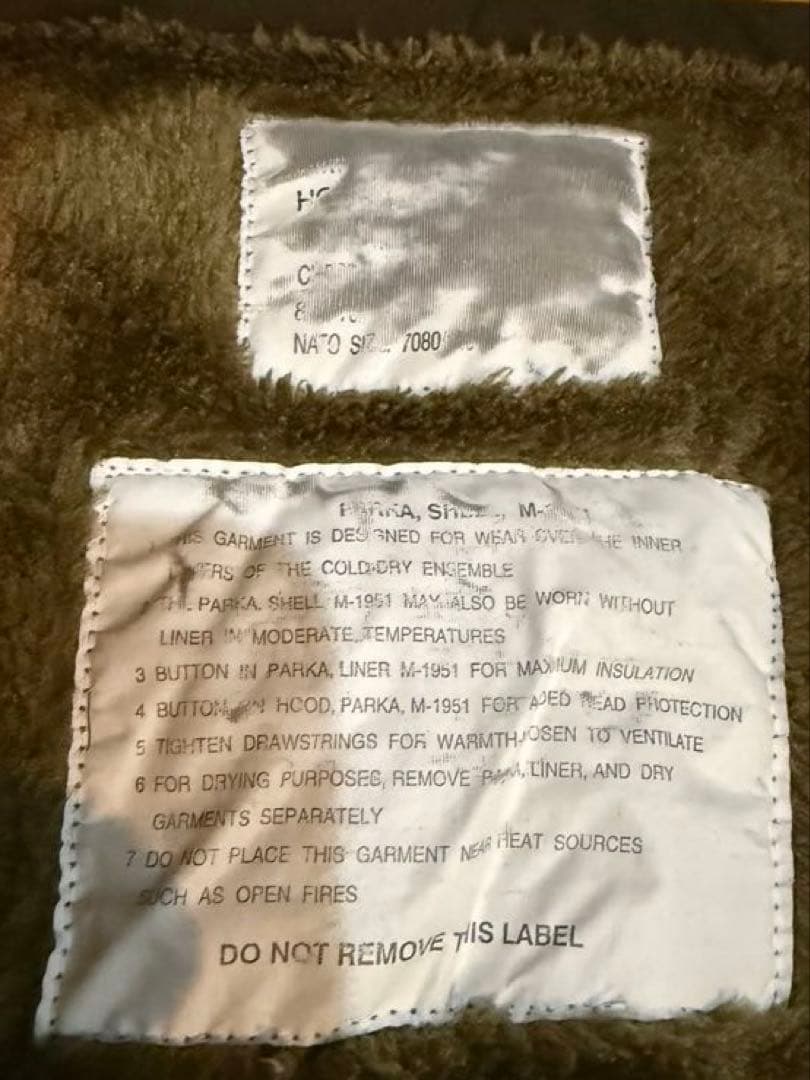 NATO 7080
PARKA, SHELL, M-
GARMENT IS DESIGNED FOR WEAR OVER THE INNER
OF THE COLD-DRY ENSEMBLE
PARKA, SHELL M-1951 MAY ALSO BE WORN WITHOUT
LINER IN MODERATE TEMPERATURES
3 BUTTON IN PARKA, LINER M-1951 FOR MAXIUM INSULATION
4 BUTTON HOOD, PARKA, M-1951 FOR HEAD PROTECTION
5 TIGHTEN DRAWSTRINGS FOR WARMTH TO VENTILATE
6 FOR DRYING PURPOSES, REMOVE LINER, AND DRY
GARMENTS SEPARATELY
7 DO NOT PLACE THIS GARMENT NEAR HEAT SOURCES
SUCH AS OPEN FIRES
DO NOT REMOVE THIS LABEL